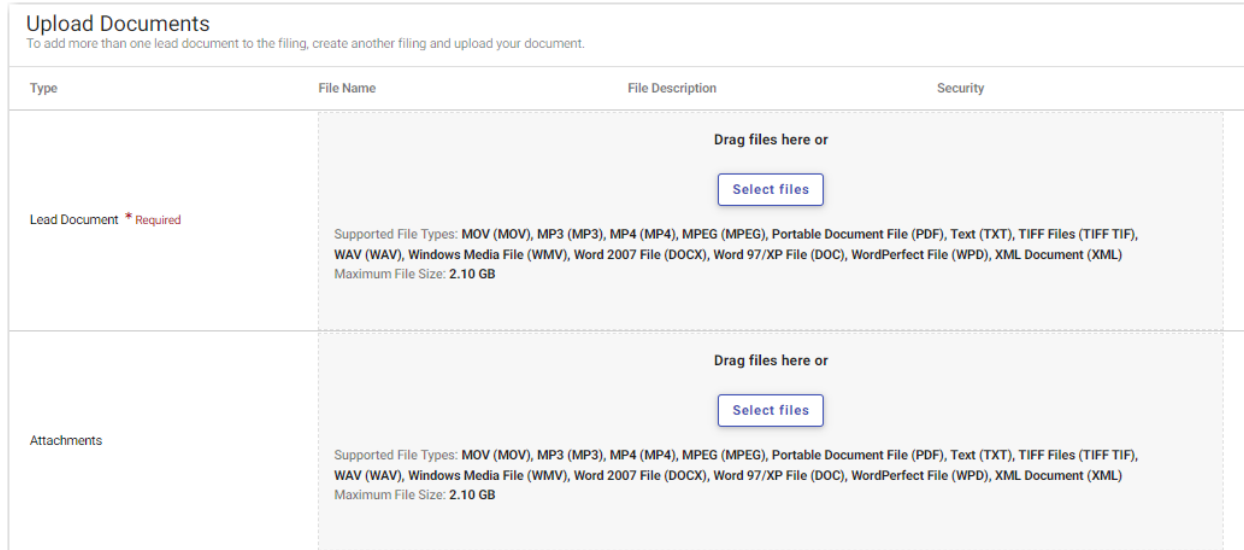 Upload Documents
To add more than one lead document to the filing, create another filing and upload your document.
Type File Name File Description Security
Drag files here or
Select files
Lead Document * Required
Supported File Types: MOV (MOV), MP3 (MP3), MP4 (MP4), MPEG (MPEG), Portable Document File (PDF), Text (TXT), TIFF Files (TIFF TIF),
WAV (WAV), Windows Media File (WMV), Word 2007 File (DOCX), Word 97/XP File (DOC), WordPerfect File (WPD), XML Document (XML)
Maximum File Size: 2.10 GB
Drag files here or
Select files
Attachments
Supported File Types: MOV (MOV), MP3 (MP3), MP4 (MP4), MPEG (MPEG), Portable Document File (PDF), Text (TXT), TIFF Files (TIFF TIF),
WAV (WAV), Windows Media File (WMV), Word 2007 File (DOCX), Word 97/XP File (DOC), WordPerfect File (WPD), XML Document (XML)
Maximum File Size: 2.10 GB